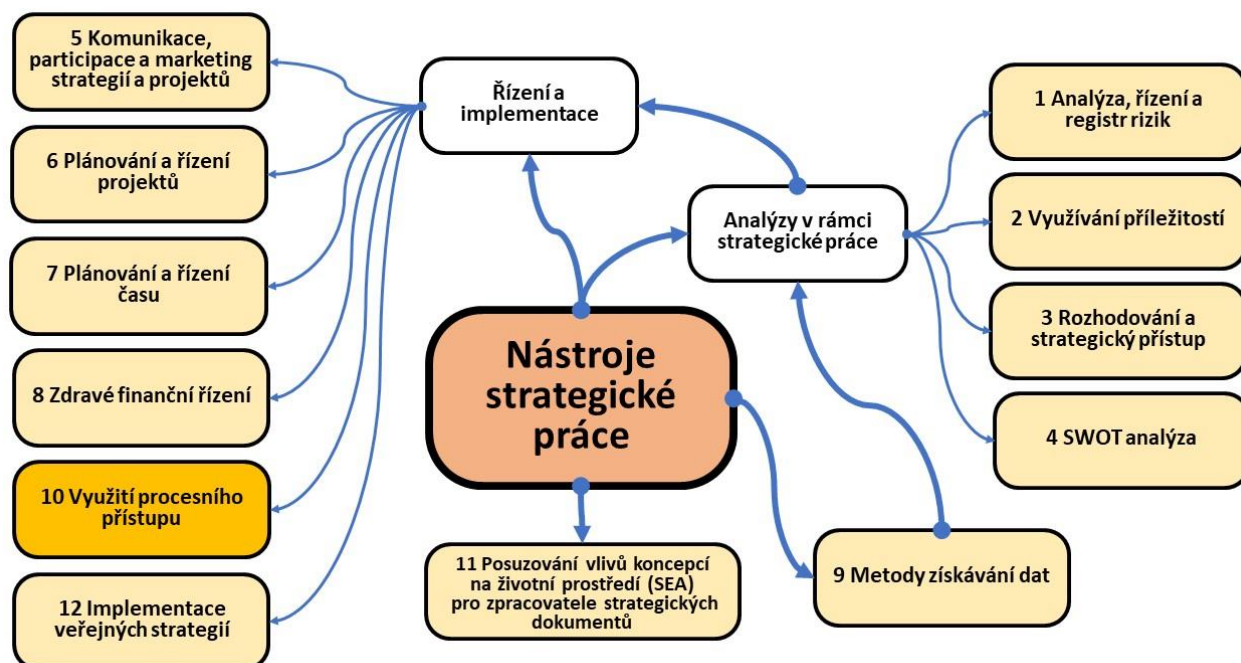 5 Komunikace,
participace a marketing
strategií a projektů
6 Plánování a řízení
projektů
7 Plánování a řízení
času
8 Zdravé finanční řízení
10 Využití procesního
přístupu
12 Implementace
veřejných strategií
Řízení a
implementace
Analýzy v rámci
strategické práce
Nástroje
strategické
práce
11 Posuzování vlivů koncepcí
na životní prostředí (SEA)
pro zpracovatele strategických
dokumentů
9 Metody získávání dat
1 Analýza, řízení a
registr rizik
2 Využívání příležitostí
3 Rozhodování a
strategický přístup
4 SWOT analýza